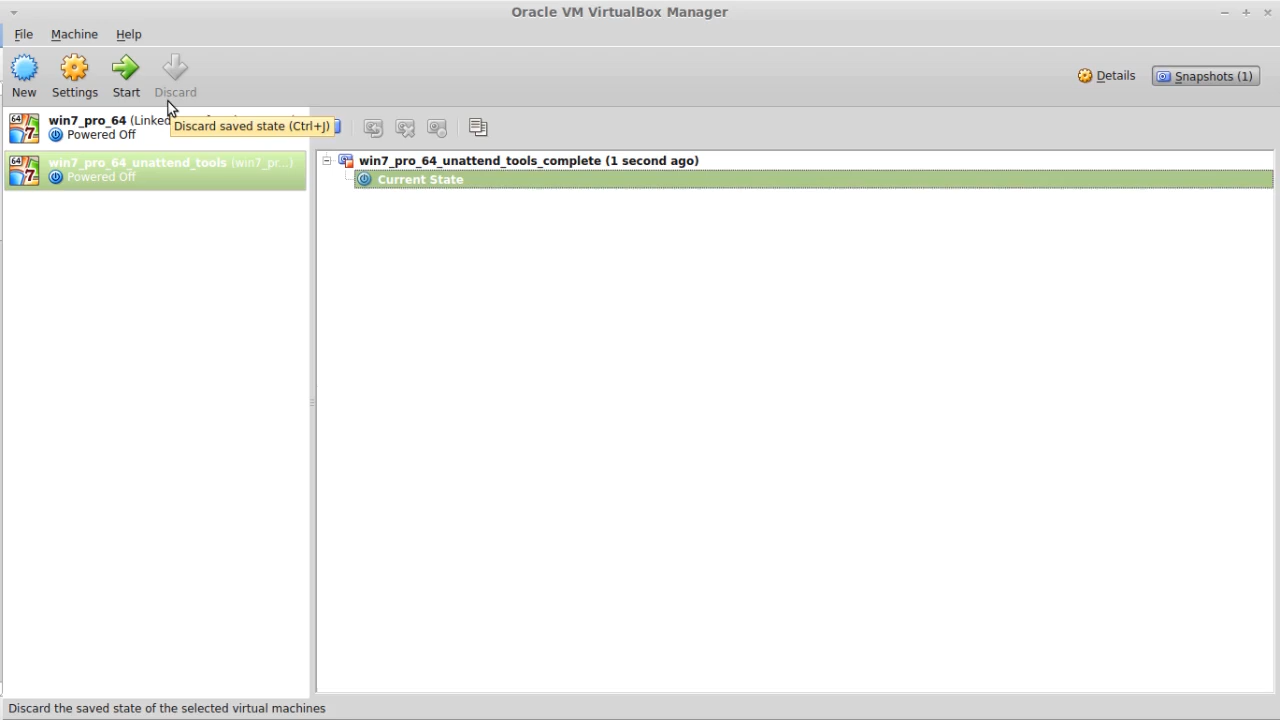 Oracle VM VirtualBox Manager
File Machine Help
New Settings Start Discard
Details Snapshots (1)
win7_pro_64 (Linked
Powered Off
Discard saved state (Ctrl+J)
win7_pro_64_unattend_tools (win7_pr...)
Powered Off
win7_pro_64_unattend_tools_complete (1 second ago)
Current State
Discard the saved state of the selected virtual machines